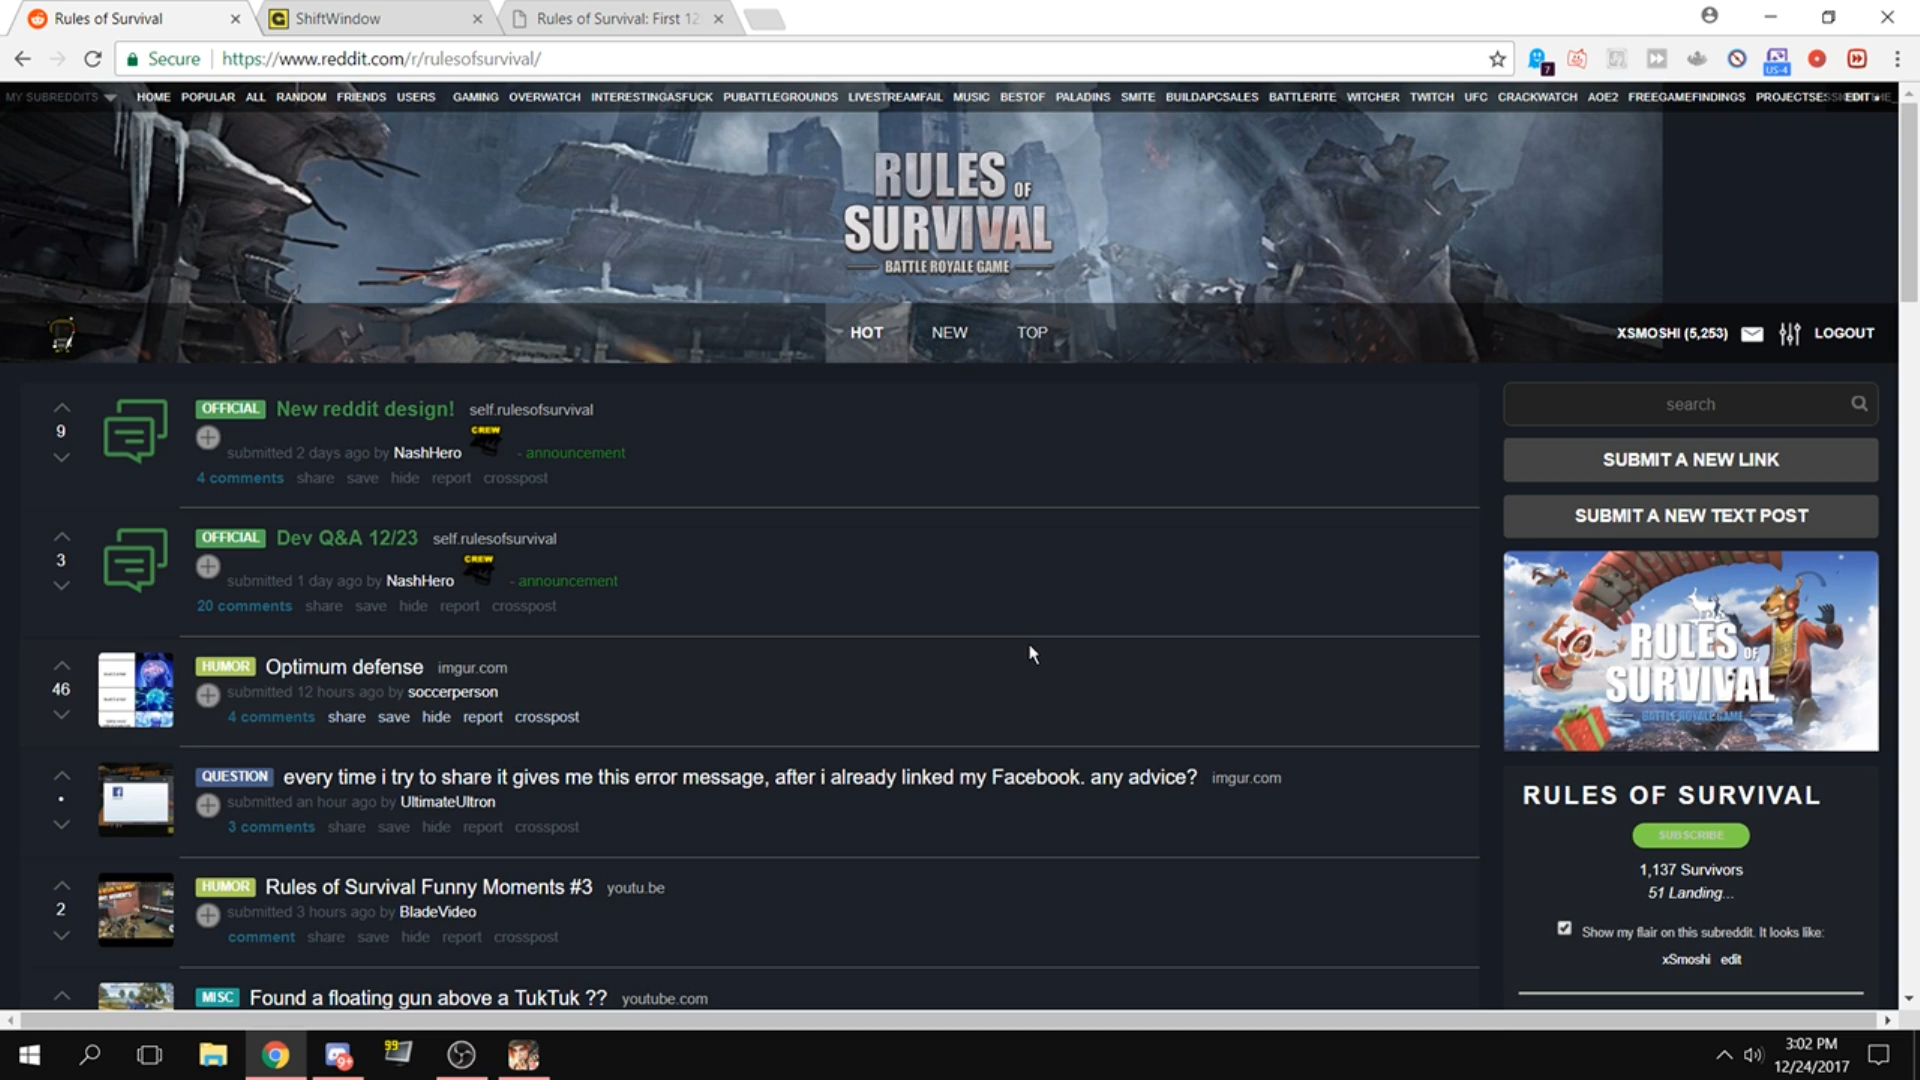 Rules of Survival
ShiftWindow
Rules of Survival: First 12
Secure
https://www.reddit.com/r/rulesofsurvival/
7
US-4
MY SUBREDDITS
HOME POPULAR ALL RANDOM FRIENDS USERS GAMING OVERWATCH INTERESTINGASFUCK PUBATTLEGROUNDS LIVESTREAMFAIL MUSIC BESTOF PALADINS SMITE BUILDAPCSALES BATTLERITE WITCHER TWITCH UFC CRACKWATCH AOE2 FREEGAMEFINDINGS EDIT
RULES OF
SURVIVAL
BATTLE ROYALE GAME
HOT NEW TOP
XSMOSHI (5,253) LOGOUT
OFFICIAL New reddit design! self.rulesofsurvival
9
CREW
submitted 2 days ago by NashHero - announcement
4 comments share save hide report crosspost
OFFICIAL Dev Q&A 12/23 self.rulesofsurvival
3
CREW
submitted 1 day ago by NashHero - announcement
20 comments share save hide report crosspost
HUMOR Optimum defense imgur.com
46
submitted 12 hours ago by soccerperson
4 comments share save hide report crosspost
QUESTION every time i try to share it gives me this error message, after i already linked my Facebook. any advice? imgur.com
•
submitted an hour ago by UltimateUltron
3 comments share save hide report crosspost
HUMOR Rules of Survival Funny Moments #3 youtu.be
2
submitted 3 hours ago by BladeVideo
comment share save hide report crosspost
MISC Found a floating gun above a TukTuk ?? youtube.com
search
SUBMIT A NEW LINK
SUBMIT A NEW TEXT POST
RULES OF
SURVIVAL
BATTLE ROYALE GAME
RULES OF SURVIVAL
SUBSCRIBE
1,137 Survivors
51 Landing...
Show my flair on this subreddit. It looks like:
xSmoshi edit
9+
99
3:02 PM
12/24/2017